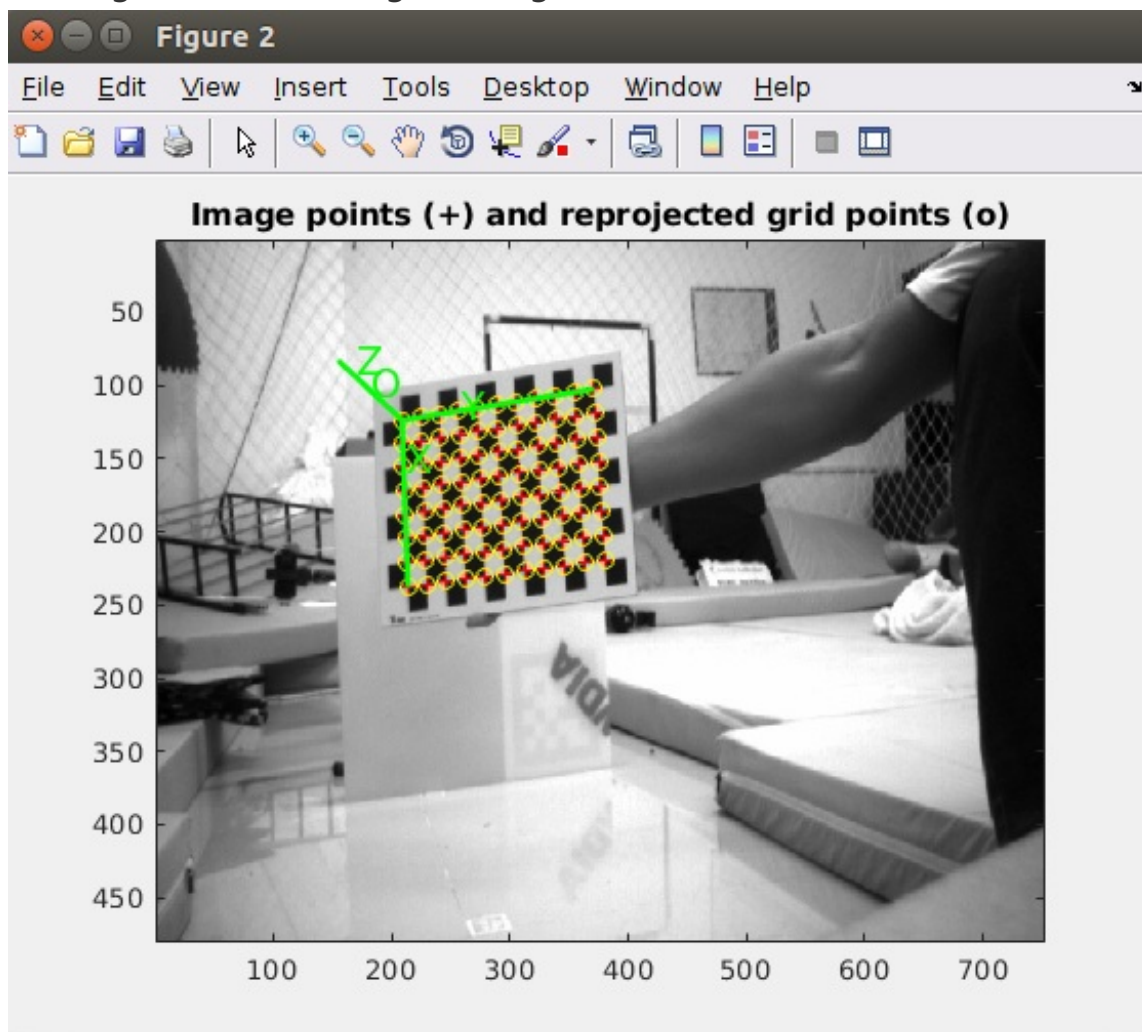 Figure 2
File Edit View Insert Tools Desktop Window Help
Image points (+) and reprojected grid points (o)
50
100
150
200
250
300
350
400
450
Z
O
Y
X
100 200 300 400 500 600 700